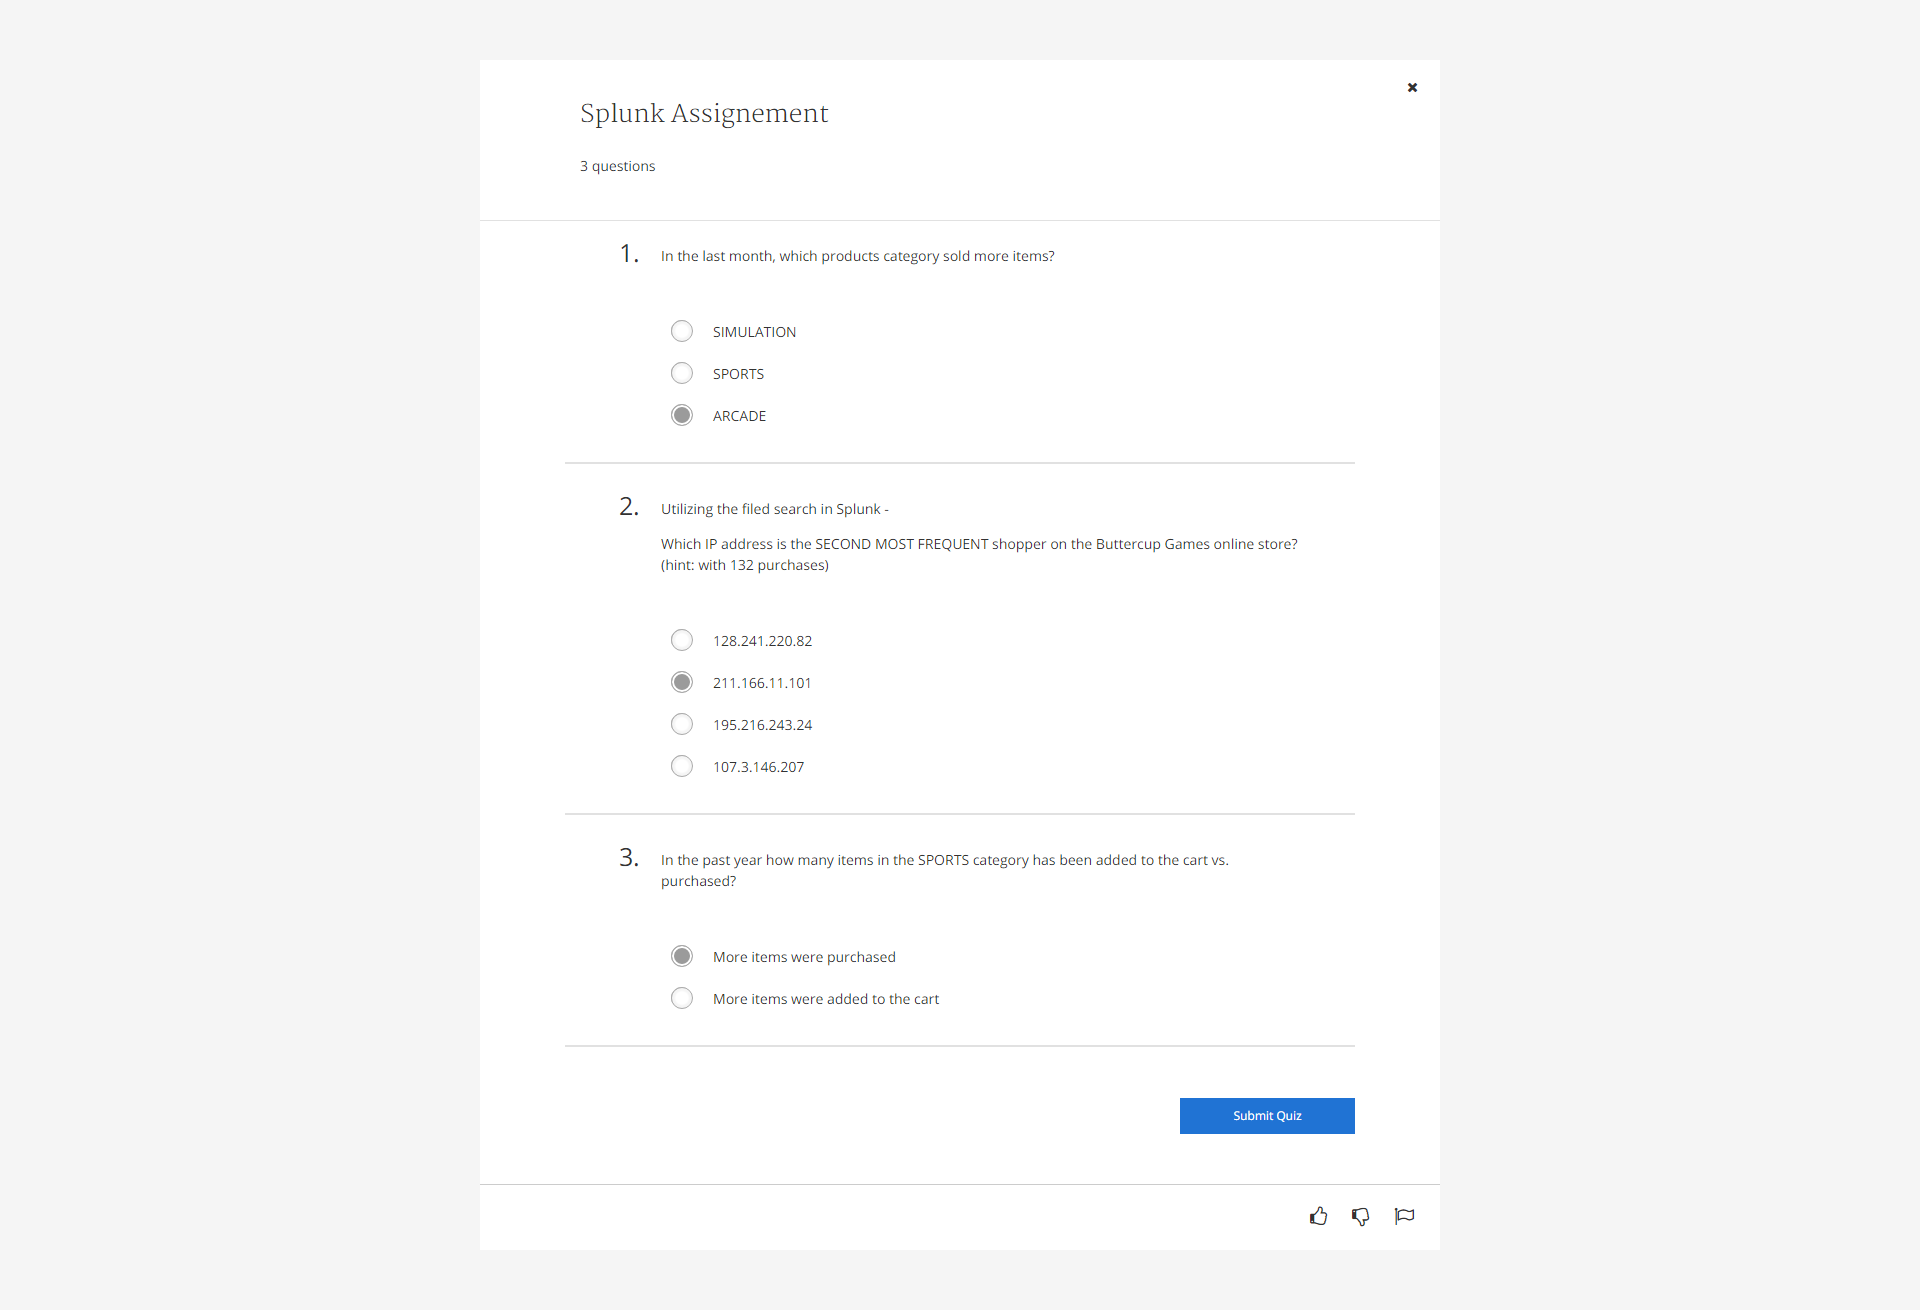 Splunk Assignement
3 questions
1. In the last month, which products category sold more items?
SIMULATION
SPORTS
ARCADE
2. Utilizing the filed search in Splunk -
Which IP address is the SECOND MOST FREQUENT shopper on the Buttercup Games online store?
(hint: with 132 purchases)
128.241.220.82
211.166.11.101
195.216.243.24
107.3.146.207
3. In the past year how many items in the SPORTS category has been added to the cart vs.
purchased?
More items were purchased
More items were added to the cart
Submit Quiz